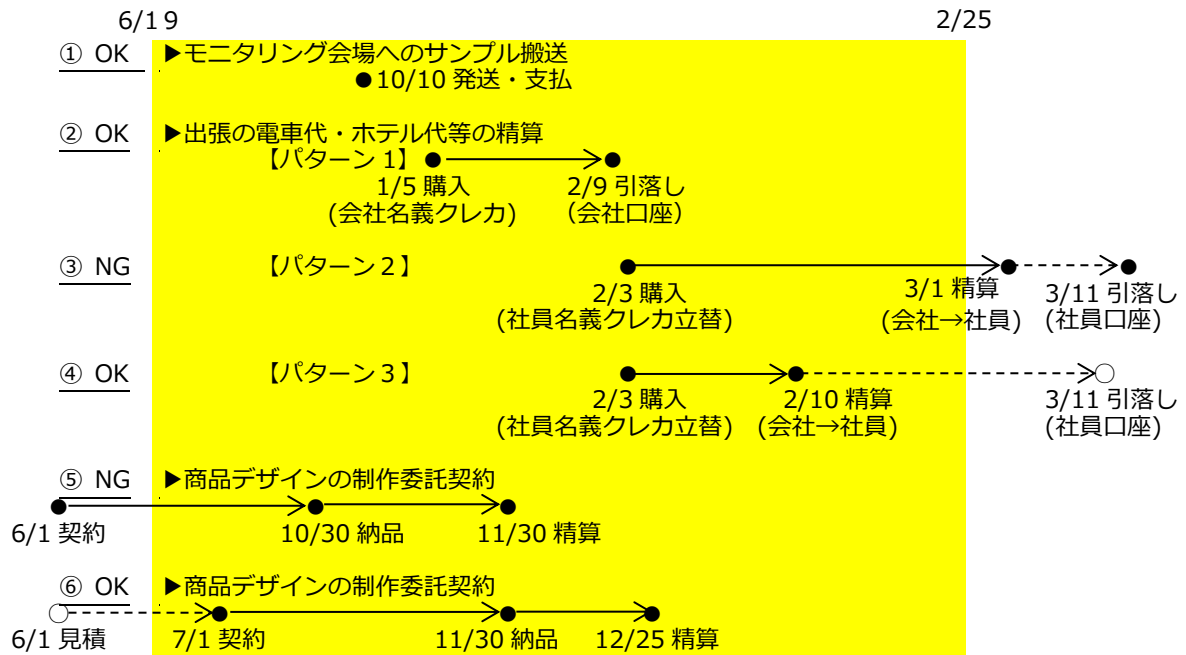 6/19 2/25
① OK ▶モニタリング会場へのサンプル搬送
●10/10 発送・支払
② OK ▶出張の電車代・ホテル代等の精算
【パターン1】
1/5 購入 2/9 引落し
(会社名義クレカ) （会社口座）
③ NG 【パターン２】
2/3 購入 3/1 精算 3/11 引落し
(社員名義クレカ立替) (会社→社員) (社員口座)
④ OK 【パターン３】
2/3 購入 2/10 精算 3/11 引落し
(社員名義クレカ立替) (会社→社員) (社員口座)
⑤ NG ▶商品デザインの制作委託契約
6/1 契約 10/30 納品 11/30 精算
⑥ OK ▶商品デザインの制作委託契約
6/1 見積 7/1 契約 11/30 納品 12/25 精算